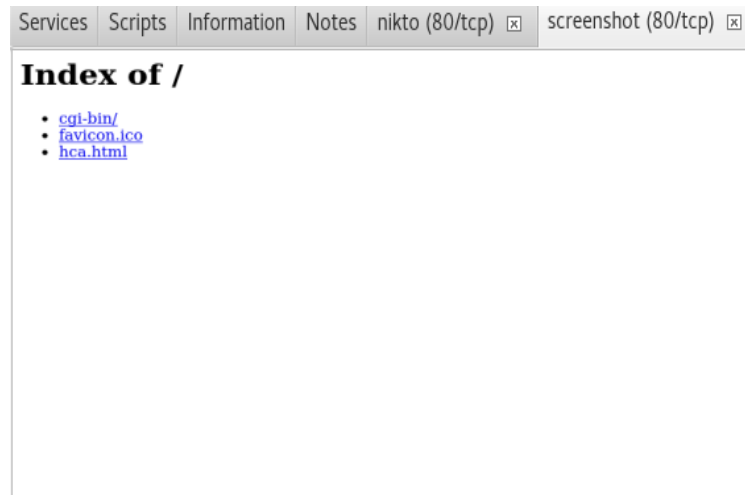 Services Scripts Information Notes nikto (80/tcp) screenshot (80/tcp)
Index of /
cgi-bin/
favicon.ico
hca.html